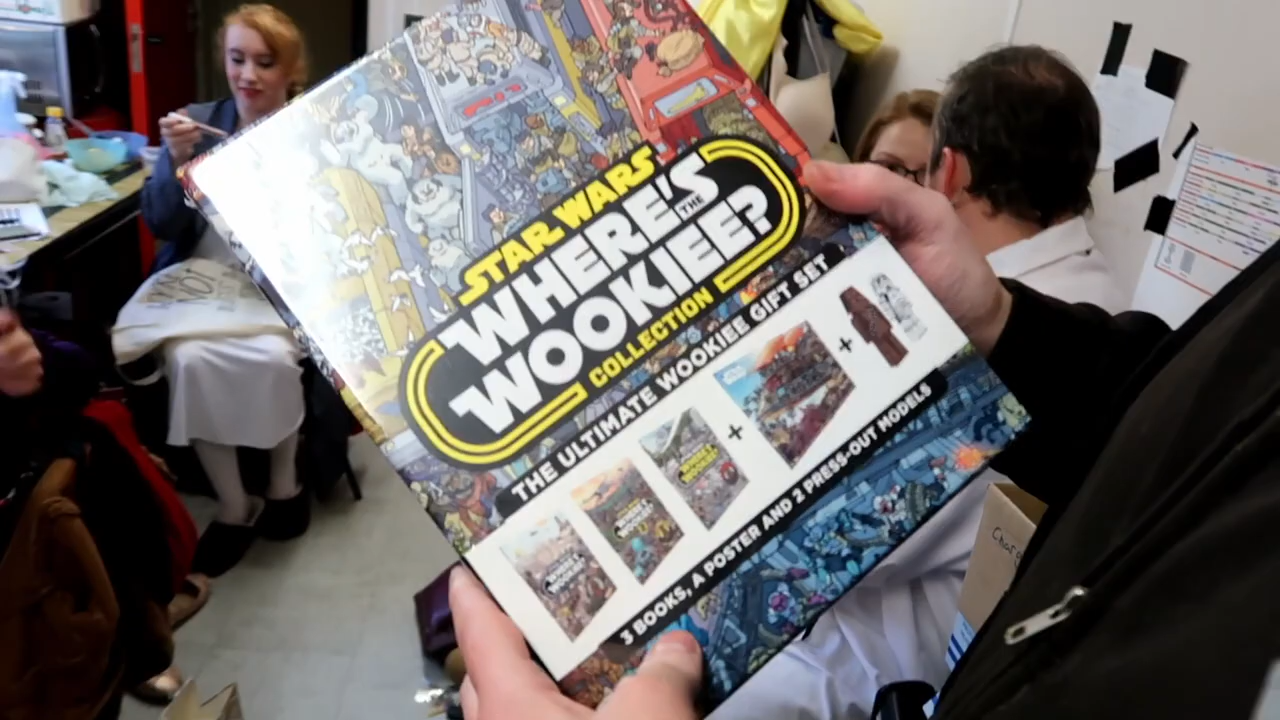 STAR WARS
WHERE'S
THE
WOOKIEE?
COLLECTION
THE ULTIMATE WOOKIEE GIFT SET
+
+
3 BOOKS, A POSTER AND 2 PRESS-OUT MODELS